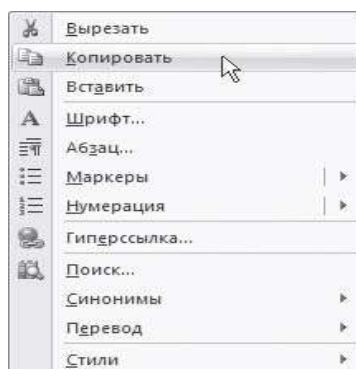 Вырезать
Копировать
Вставить
Шрифт...
Абзац...
Маркеры
Нумерация
Гиперссылка...
Поиск...
Синонимы
Перевод
Стили